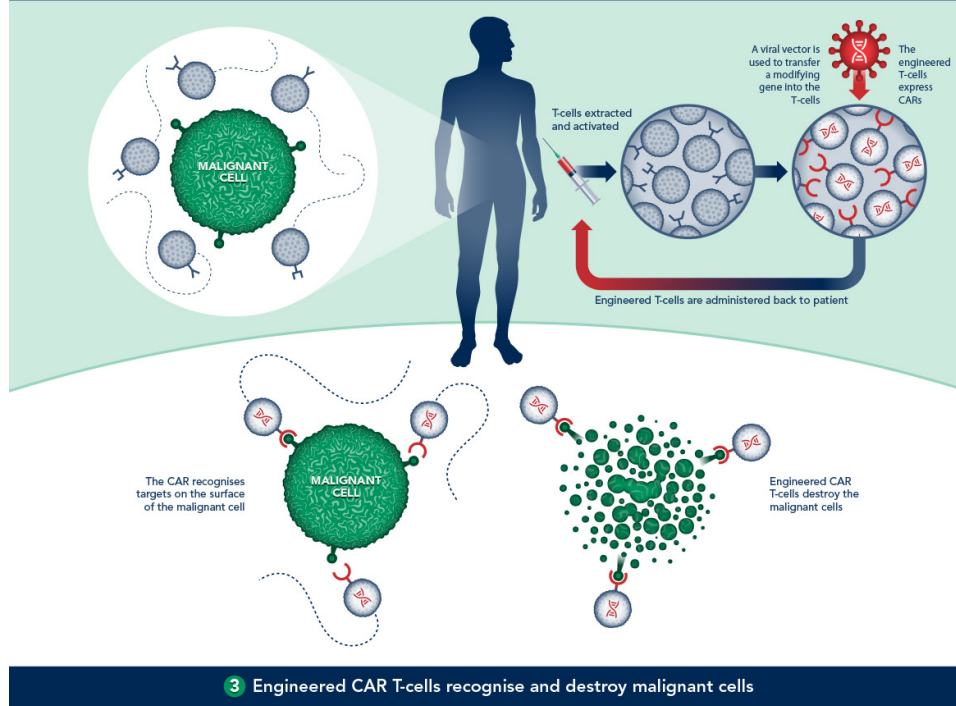 MALIGNANT
CELL
T-cells extracted
and activated
A viral vector is
used to transfer
a modifying
gene into the
T-cells
The
engineered
T-cells
express
CARs
Engineered T-cells are administered back to patient
The CAR recognises
targets on the surface
of the malignant cell
MALIGNANT
CELL
Engineered CAR
T-cells destroy the
malignant cells
3 Engineered CAR T-cells recognise and destroy malignant cells